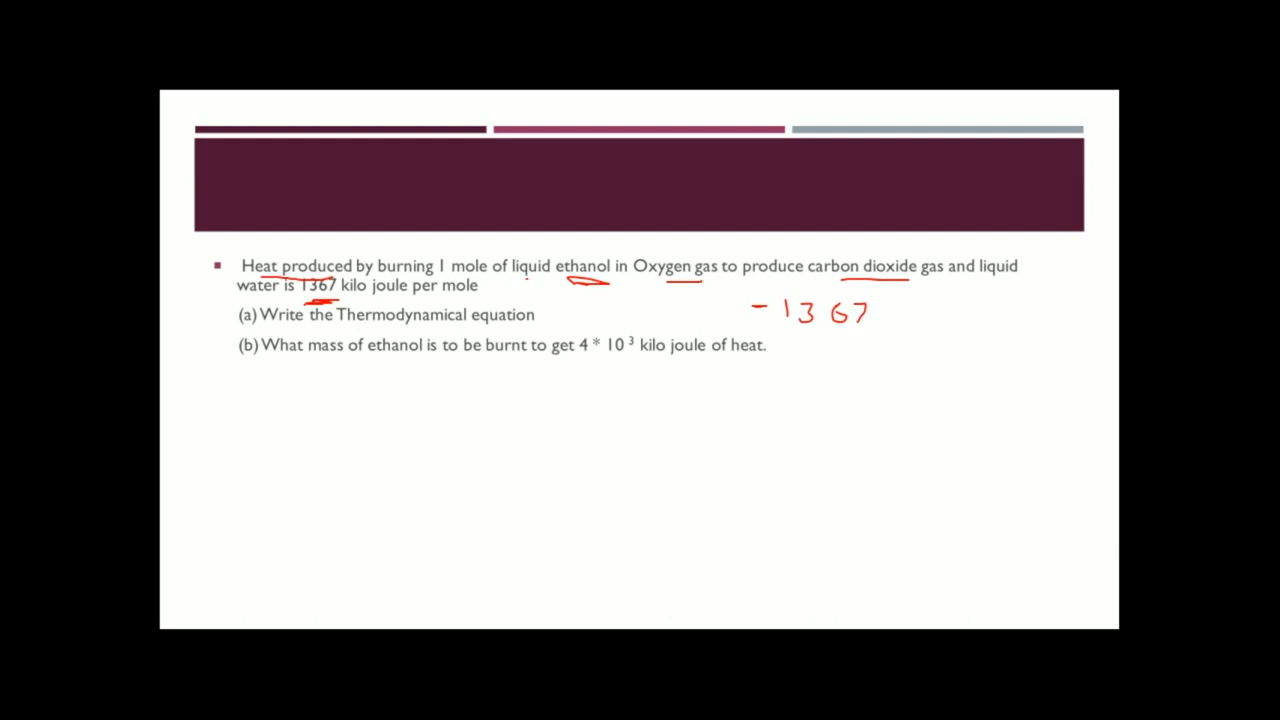 Heat produced by burning 1 mole of liquid ethanol in Oxygen gas to produce carbon dioxide gas and liquid
water is 1367 kilo joule per mole
(a) Write the Thermodynamical equation
- 1367
(b) What mass of ethanol is to be burnt to get 4 * 10 ³ kilo joule of heat.